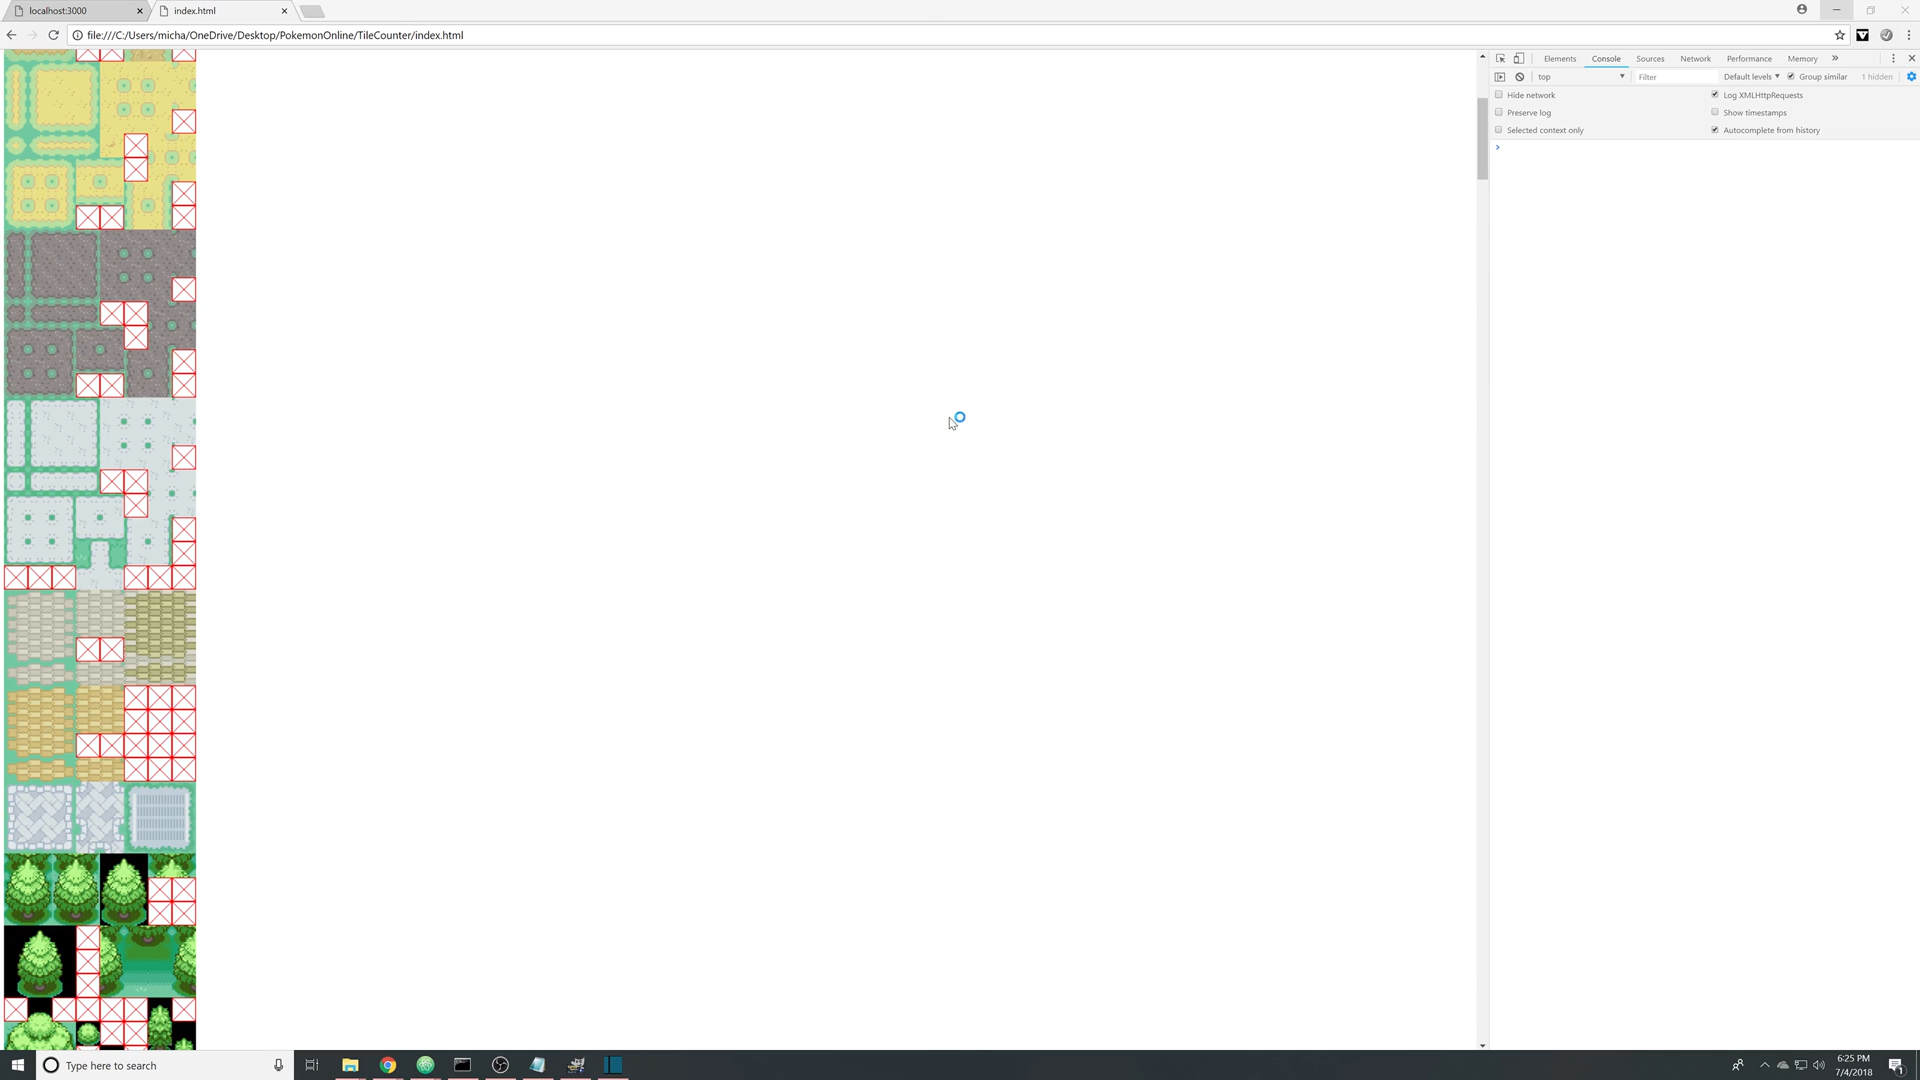 localhost:3000
index.html
file:///C:/Users/micha/OneDrive/Desktop/PokemonOnline/TileCounter/index.html
Elements Console Sources Network Performance Memory »
top Filter Default levels Group similar 1 hidden
Hide network Log XMLHttpRequests
Preserve log Show timestamps
Selected context only Autocomplete from history
Type here to search
6:25 PM
7/4/2018
1